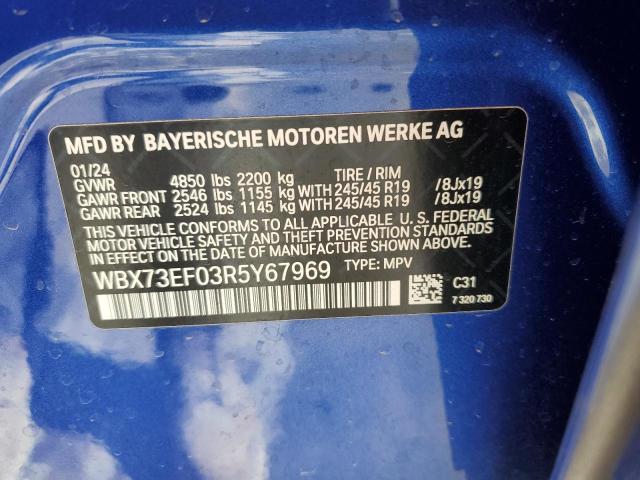 MFD BY BAYERISCHE MOTOREN WERKE AG
01/24
GVWR 4850 lbs 2200 kg TIRE / RIM
GAWR FRONT 2546 lbs 1155 kg WITH 245/45 R19 /8Jx19
GAWR REAR 2524 lbs 1145 kg WITH 245/45 R19 /8Jx19
THIS VEHICLE CONFORMS TO ALL APPLICABLE U.S. FEDERAL
MOTOR VEHICLE SAFETY, BUMPER, AND THEFT PREVENTION
STANDARDS IN EFFECT ON THE DATE OF MANUFACTURE SHOWN ABOVE.
WBX73EF03R5Y67969 TYPE: MPV
C31
7 320 730